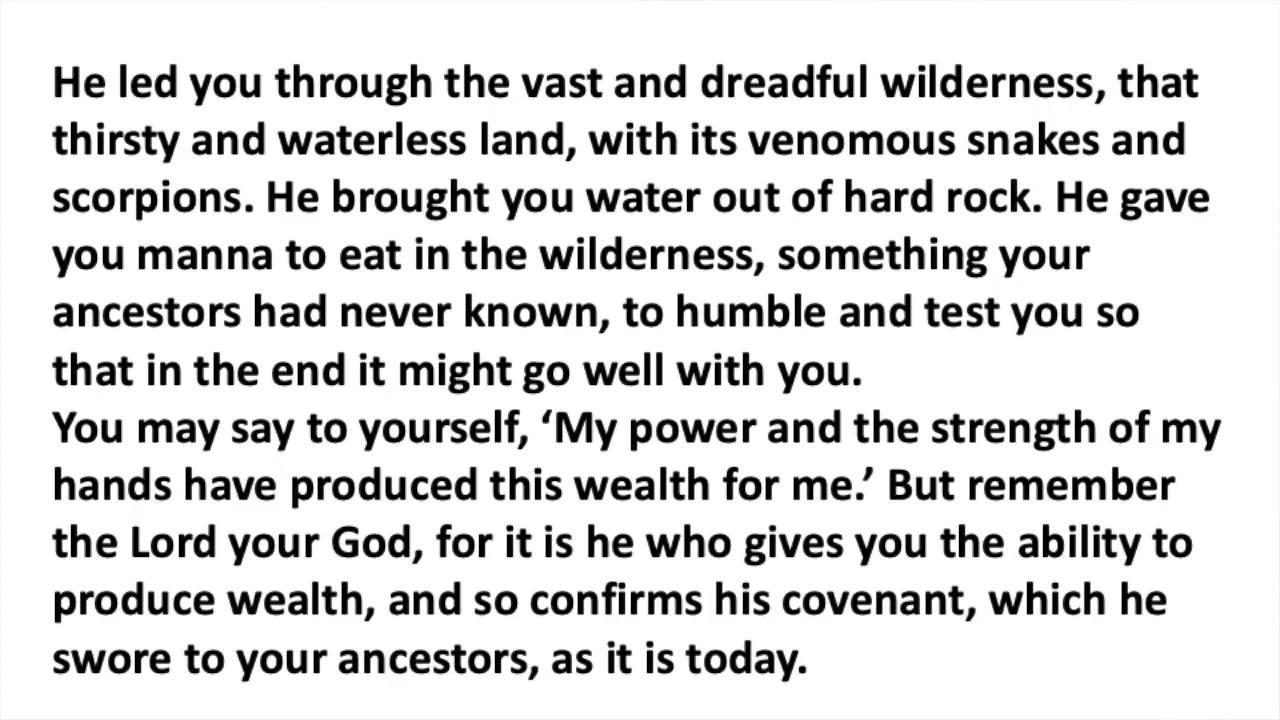 He led you through the vast and dreadful wilderness, that
thirsty and waterless land, with its venomous snakes and
scorpions. He brought you water out of hard rock. He gave
you manna to eat in the wilderness, something your
ancestors had never known, to humble and test you so
that in the end it might go well with you.
You may say to yourself, ‘My power and the strength of my
hands have produced this wealth for me.’ But remember
the Lord your God, for it is he who gives you the ability to
produce wealth, and so confirms his covenant, which he
swore to your ancestors, as it is today.